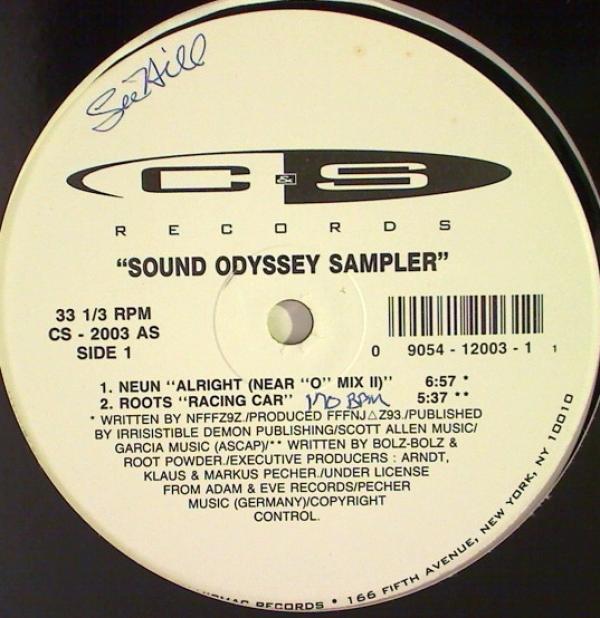 See Hill
C & S
RECORDS
“SOUND ODYSSEY SAMPLER”
33 1/3 RPM
CS - 2003 AS
SIDE 1
0 9054 - 12003 - 1 1
1. NEUN “ALRIGHT (NEAR “O” MIX II)” 6:57 *
2. ROOTS “RACING CAR” 170 BPM 5:37 **
* WRITTEN BY NFFFZ9Z./PRODUCED FFFNJ△Z93./PUBLISHED
BY IRRISISTIBLE DEMON PUBLISHING/SCOTT ALLEN MUSIC/
GARCIA MUSIC (ASCAP)/** WRITTEN BY BOLZ-BOLZ &
ROOT POWDER./EXECUTIVE PRODUCERS : ARNDT,
KLAUS & MARKUS PECHER./UNDER LICENSE
FROM ADAM & EVE RECORDS/PECHER
MUSIC (GERMANY)/COPYRIGHT
CONTROL.
RECORDS • 166 FIFTH AVENUE, NEW YORK, NY 10010